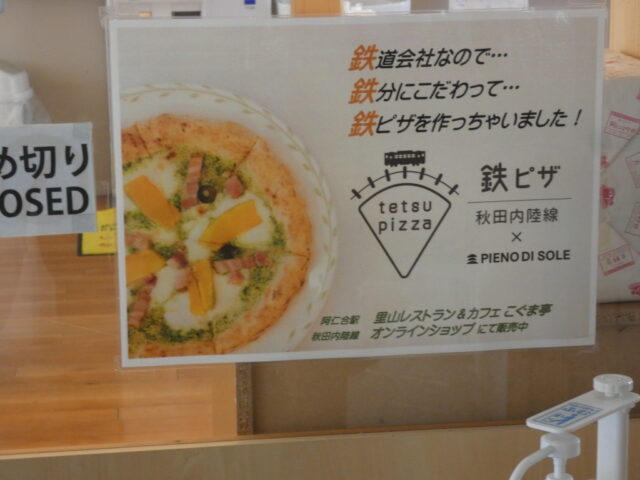 鉄道会社なので…
鉄分にこだわって…
鉄ピザを作っちゃいました！
め切り
OSED
tetsu
pizza
鉄ピザ
秋田内陸線
×
PIENO DI SOLE
阿仁合駅 里山レストラン＆カフェ こぐま亭
秋田内陸線 オンラインショップ にて販売中